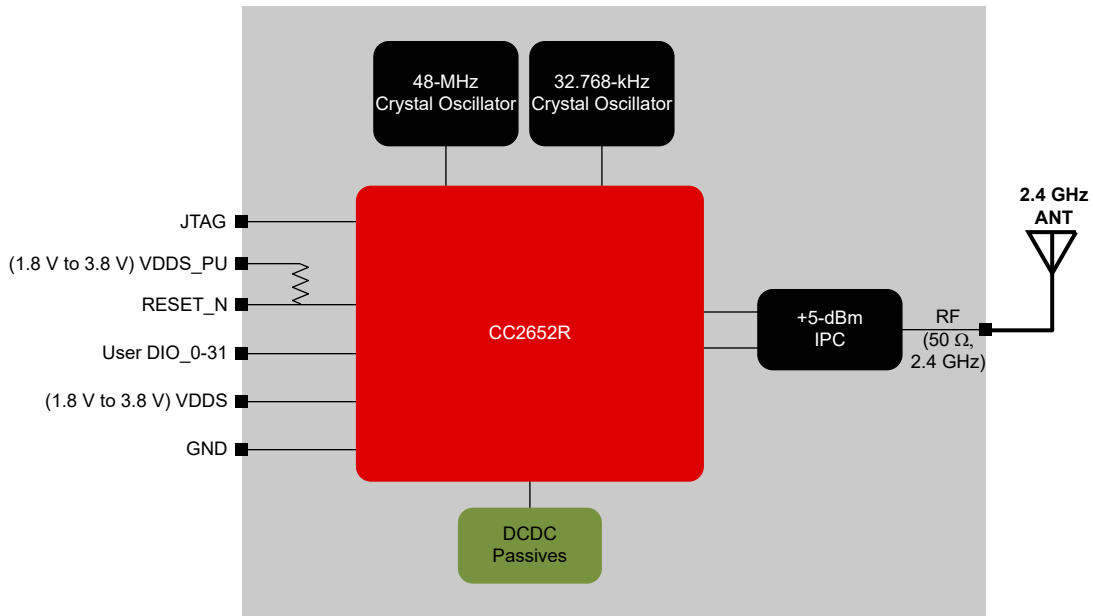 48-MHz
Crystal Oscillator
32.768-kHz
Crystal Oscillator
JTAG
(1.8 V to 3.8 V) VDDS_PU
RESET_N
User DIO_0-31
(1.8 V to 3.8 V) VDDS
GND
CC2652R
+5-dBm
IPC
RF
(50 Ω,
2.4 GHz)
2.4 GHz
ANT
DCDC
Passives